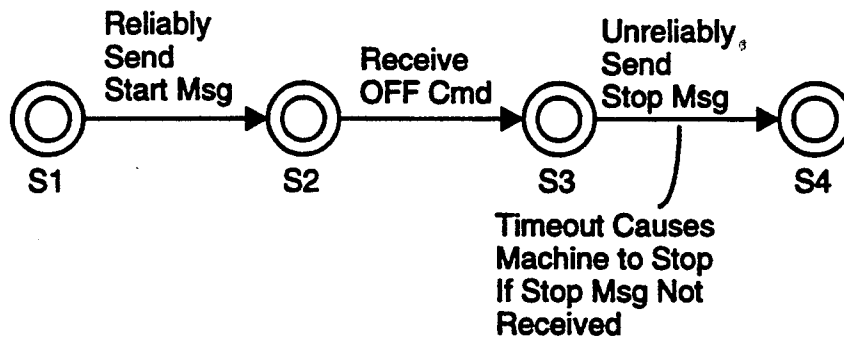 Reliably
Send
Start Msg
Receive
OFF Cmd
Unreliably
Send
Stop Msg
S1
S2
S3
S4
Timeout Causes
Machine to Stop
If Stop Msg Not
Received